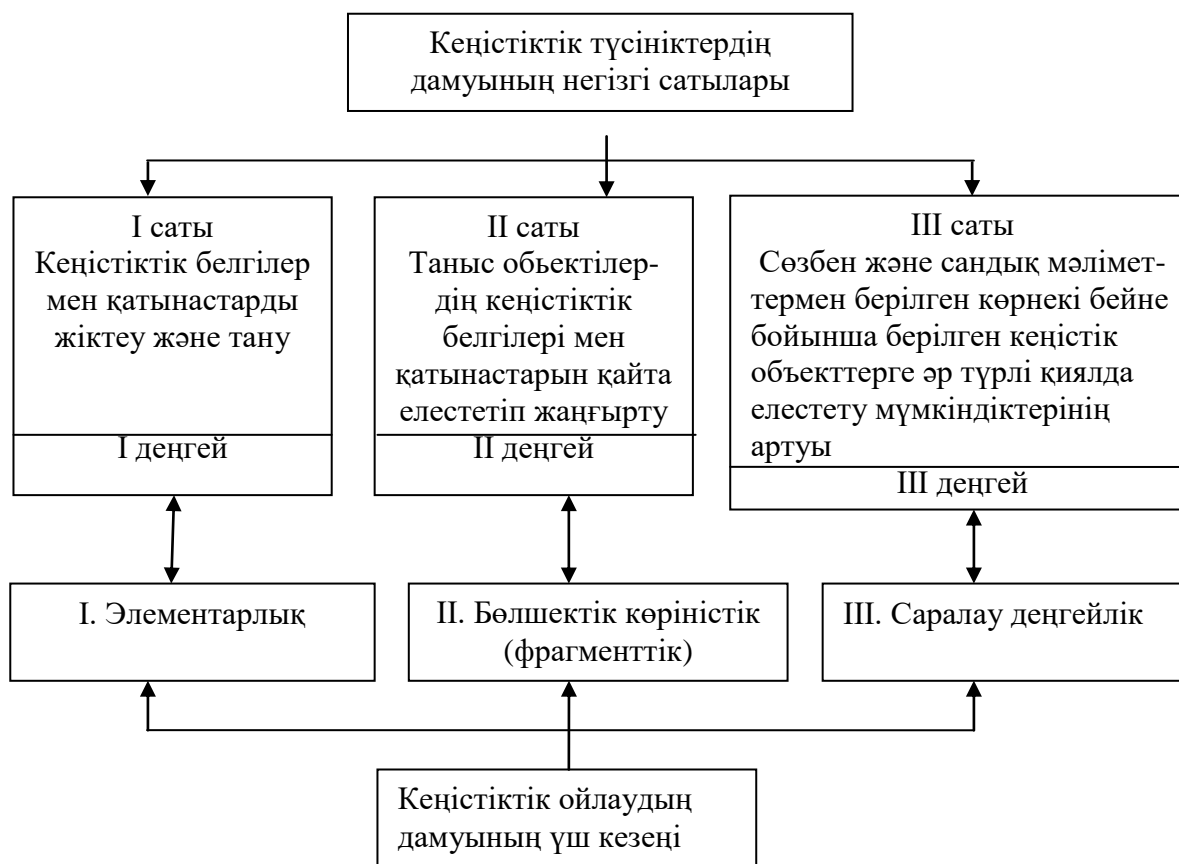 Кеңістіктік түсініктердің
дамуының негізгі сатылары
I саты
Кеңістіктік белгілер
мен қатынастарды
жіктеу және тану
I деңгей
II саты
Таныс обьектілер-
дің кеңістіктік
белгілері мен
қатынастарын қайта
елестетіп жаңғырту
II деңгей
III саты
Сөзбен және сандық мәлімет-
термен берілген көрнекі бейне
бойынша берілген кеңістік
объекттерге әр түрлі қиялда
елестету мүмкіндіктерінің
артуы
III деңгей
I. Элементарлық
II. Бөлшектік көріністік
(фрагменттік)
III. Саралау деңгейлік
Кеңістіктік ойлаудың
дамуының үш кезеңі